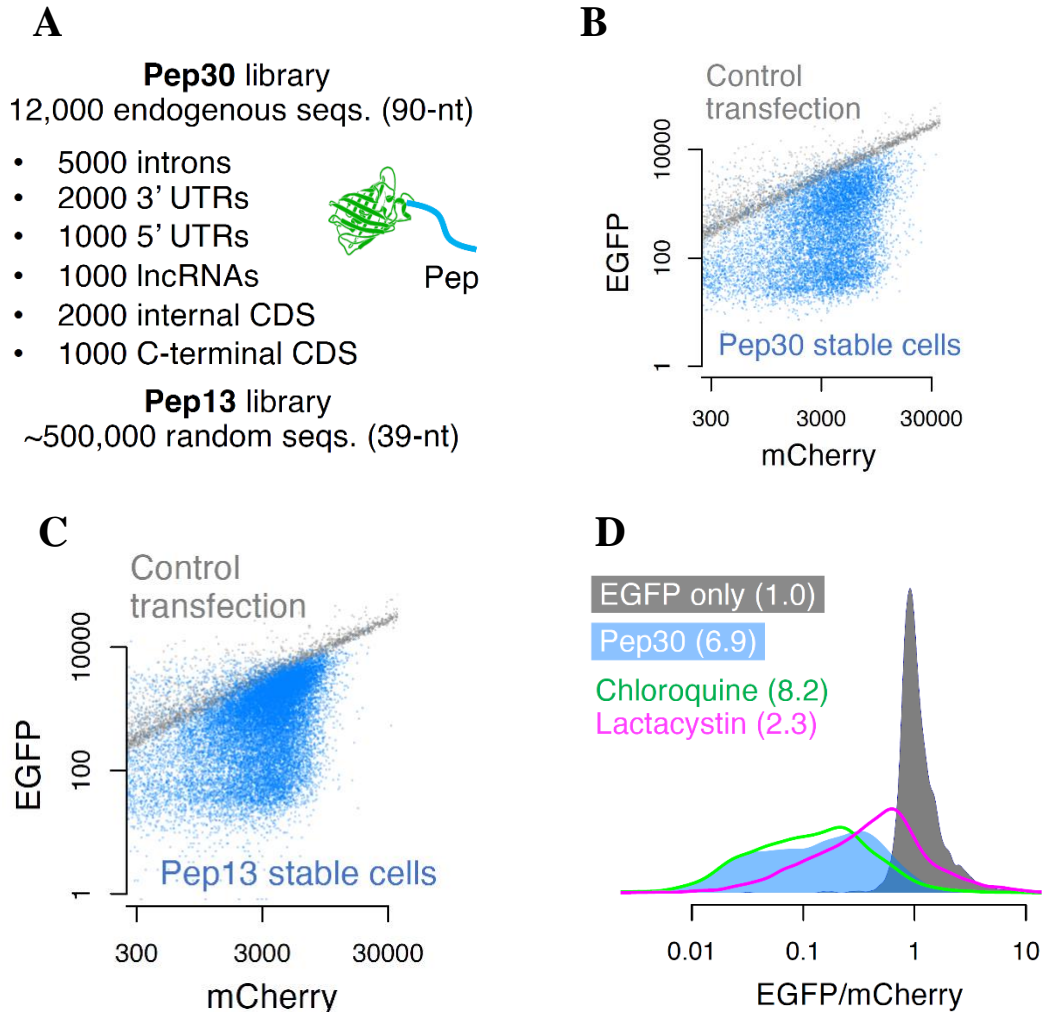 A
Pep30 library
12,000 endogenous seqs. (90-nt)
• 5000 introns
• 2000 3’ UTRs
• 1000 5’ UTRs
• 1000 lncRNAs
• 2000 internal CDS
• 1000 C-terminal CDS
Pep
Pep13 library
~500,000 random seqs. (39-nt)
B
Control
transfection
EGFP
10000
100
1
Pep30 stable cells
300 3000 30000
mCherry
C
Control
transfection
EGFP
10000
100
1
Pep13 stable cells
300 3000 30000
mCherry
D
EGFP only (1.0)
Pep30 (6.9)
Chloroquine (8.2)
Lactacystin (2.3)
0.01 0.1 1 10
EGFP/mCherry